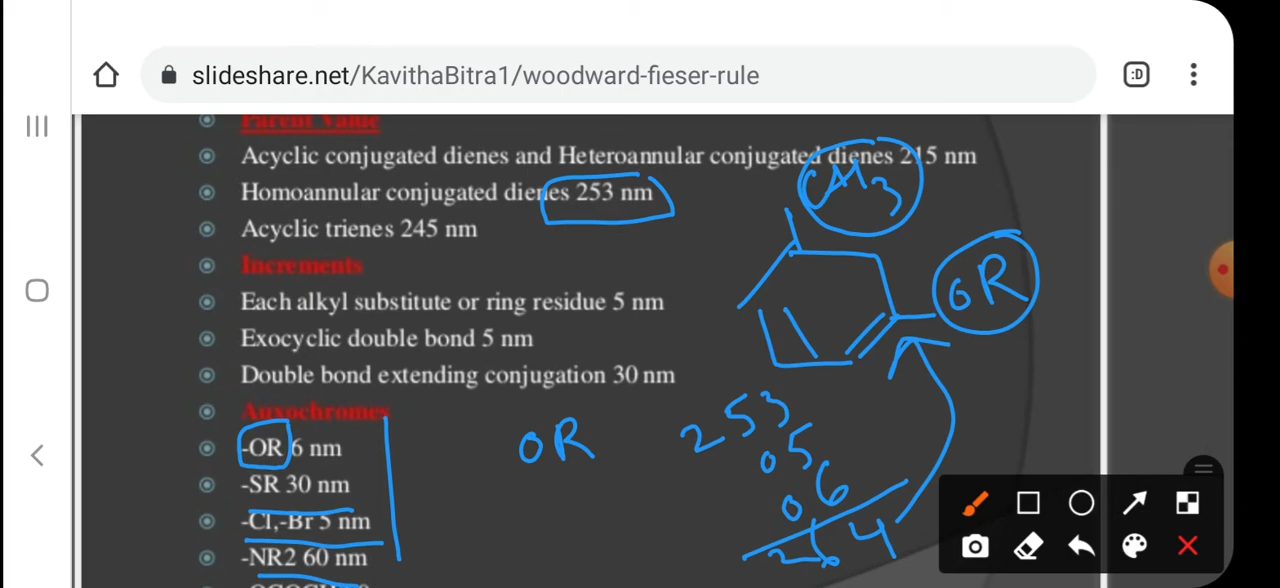 slideshare.net/KavithaBitra1/woodward-fieser-rule
:D
Parent Value
Acyclic conjugated dienes and Heteroannular conjugated dienes 215 nm
Homoannular conjugated dienes 253 nm
CH3
Acyclic trienes 245 nm
Increments
OR
Each alkyl substitute or ring residue 5 nm
Exocyclic double bond 5 nm
Double bond extending conjugation 30 nm
Auxochromes
-OR 6 nm
OR
253
05
06
264
-SR 30 nm
-Cl,-Br 5 nm
-NR2 60 nm